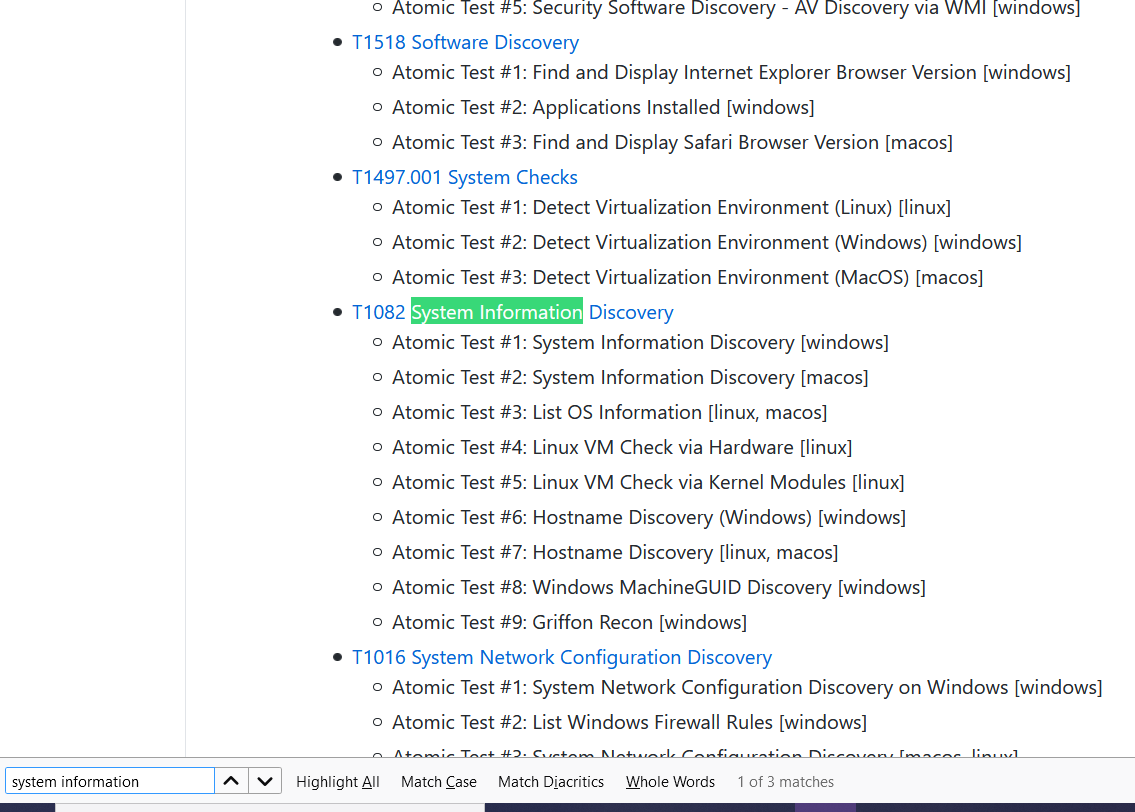 Atomic Test #5: Security Software Discovery - AV Discovery via WMI [windows]
T1518 Software Discovery
Atomic Test #1: Find and Display Internet Explorer Browser Version [windows]
Atomic Test #2: Applications Installed [windows]
Atomic Test #3: Find and Display Safari Browser Version [macos]
T1497.001 System Checks
Atomic Test #1: Detect Virtualization Environment (Linux) [linux]
Atomic Test #2: Detect Virtualization Environment (Windows) [windows]
Atomic Test #3: Detect Virtualization Environment (MacOS) [macos]
T1082 System Information Discovery
Atomic Test #1: System Information Discovery [windows]
Atomic Test #2: System Information Discovery [macos]
Atomic Test #3: List OS Information [linux, macos]
Atomic Test #4: Linux VM Check via Hardware [linux]
Atomic Test #5: Linux VM Check via Kernel Modules [linux]
Atomic Test #6: Hostname Discovery (Windows) [windows]
Atomic Test #7: Hostname Discovery [linux, macos]
Atomic Test #8: Windows MachineGUID Discovery [windows]
Atomic Test #9: Griffon Recon [windows]
T1016 System Network Configuration Discovery
Atomic Test #1: System Network Configuration Discovery on Windows [windows]
Atomic Test #2: List Windows Firewall Rules [windows]
Atomic Test #3: System Network Configuration Discovery [macos, linux]
system information Highlight All Match Case Match Diacritics Whole Words 1 of 3 matches